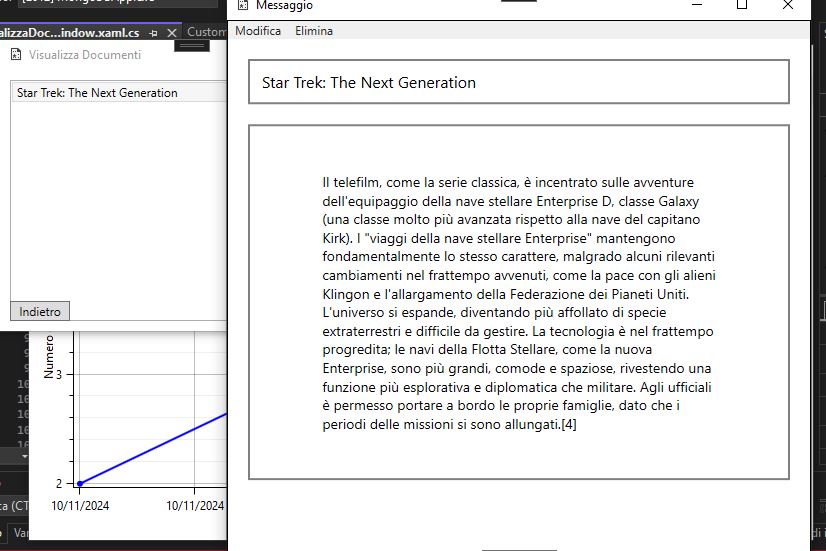 Messaggio
alizzaDoc...indow.xaml.cs
Custom
Modifica Elimina
Visualizza Documenti
Star Trek: The Next Generation
Star Trek: The Next Generation
Il telefilm, come la serie classica, è incentrato sulle avventure
dell'equipaggio della nave stellare Enterprise D, classe Galaxy
(una classe molto più avanzata rispetto alla nave del capitano
Kirk). I "viaggi della nave stellare Enterprise" mantengono
fondamentalmente lo stesso carattere, malgrado alcuni rilevanti
cambiamenti nel frattempo avvenuti, come la pace con gli alieni
Klingon e l'allargamento della Federazione dei Pianeti Uniti.
L'universo si espande, diventando più affollato di specie
extraterrestri e difficile da gestire. La tecnologia è nel frattempo
progredita; le navi della Flotta Stellare, come la nuova
Enterprise, sono più grandi, comode e spaziose, rivestendo una
funzione più esplorativa e diplomatica che militare. Agli ufficiali
è permesso portare a bordo le proprie famiglie, dato che i
periodi delle missioni si sono allungati.[4]
Indietro
Numero
3
2
10/11/2024 10/11/2024
ca (CT
Va
di i